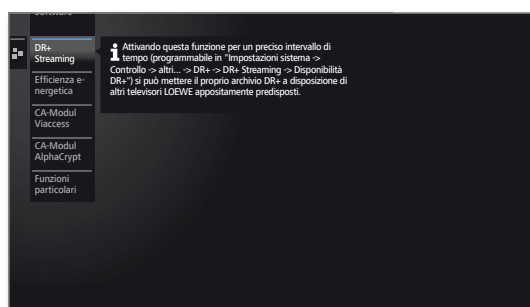 Software
DR+
Streaming
Attivando questa funzione per un preciso intervallo di
tempo (programmabile in "Impostazioni sistema ->
Controllo -> altri... -> DR+ -> DR+ Streaming -> Disponibilità
DR+") si può mettere il proprio archivio DR+ a disposizione di
altri televisori LOEWE appositamente predisposti.
Efficienza e-
nergetica
CA-Modul
Viaccess
CA-Modul
AlphaCrypt
Funzioni
particolari